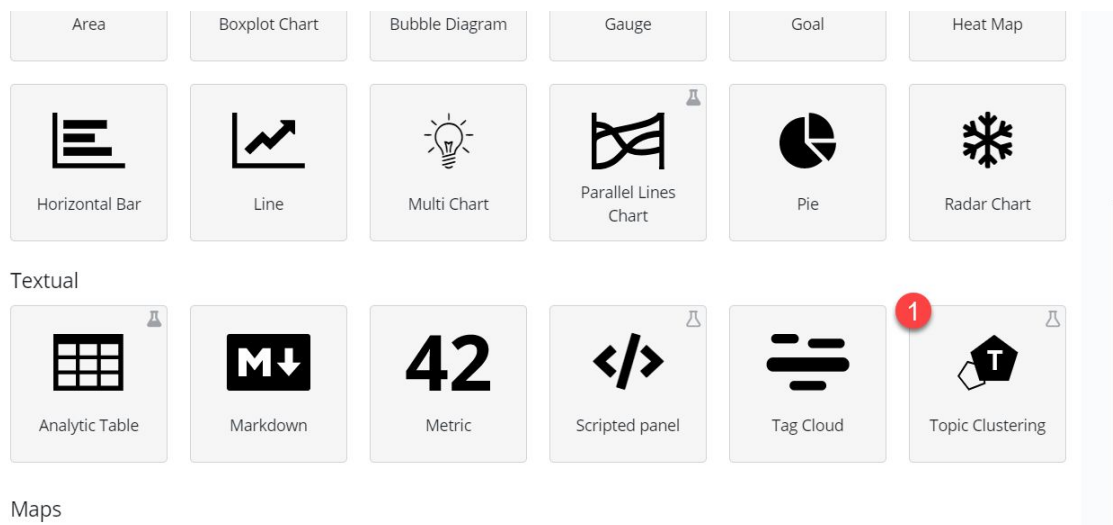 Area
Boxplot Chart
Bubble Diagram
Gauge
Goal
Heat Map
Horizontal Bar
Line
Multi Chart
Parallel Lines
Chart
Pie
Radar Chart
Textual
1
Analytic Table
M
Markdown
42
Metric
</>
Scripted panel
Tag Cloud
T
Topic Clustering
Maps